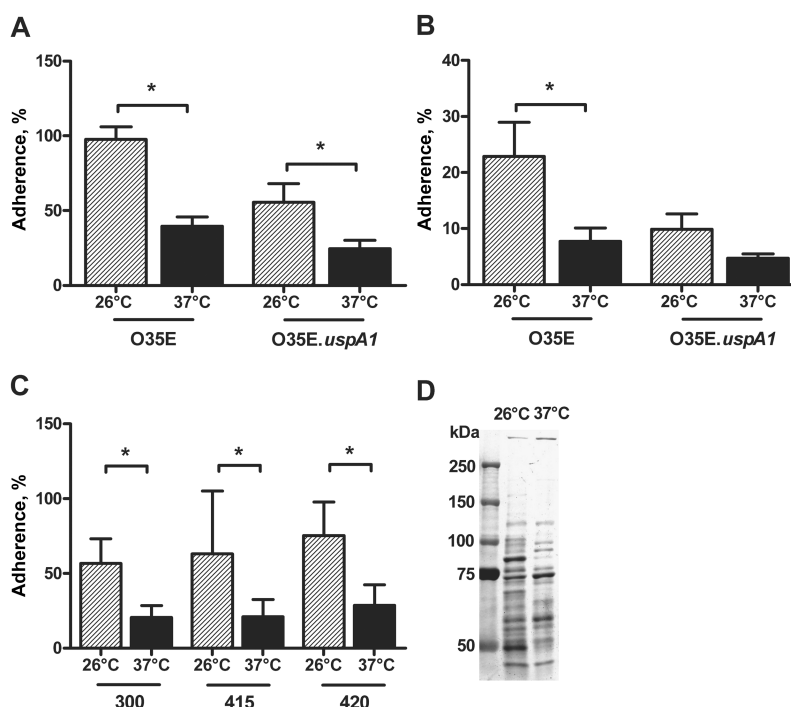 A
Adherence, %
150
100
50
0
*
*
26°C 37°C 26°C 37°C
O35E O35E.uspA1
B
Adherence, %
40
30
20
10
0
*
26°C 37°C 26°C 37°C
O35E O35E.uspA1
C
Adherence, %
150
100
50
0
* * *
26°C 37°C 26°C 37°C 26°C 37°C
300 415 420
D
26°C 37°C
kDa
250
150
100
75
50